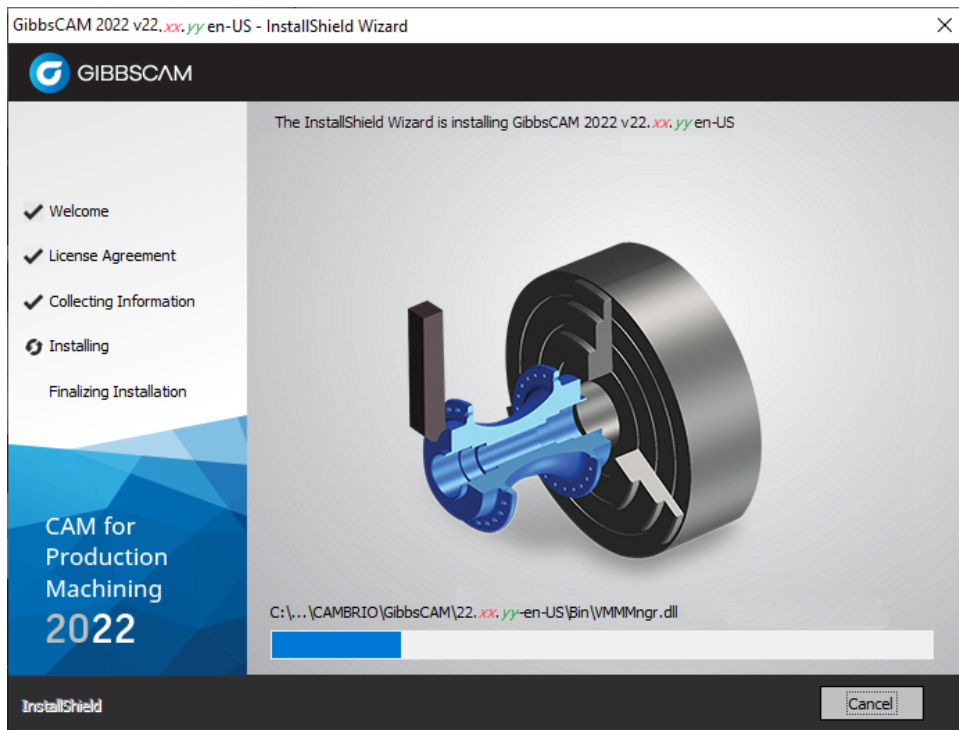 GibbsCAM 2022 v22.xx.yy en-US - InstallShield Wizard
GIBBSCAM
The InstallShield Wizard is installing GibbsCAM 2022 v22.xx.yy en-US
Welcome
License Agreement
Collecting Information
Installing
Finalizing Installation
CAM for
Production
Machining
2022
C:\...\CAMBRIO\GibbsCAM\22.xx.yy-en-US\Bin\VMMMngr.dll
InstallShield
Cancel